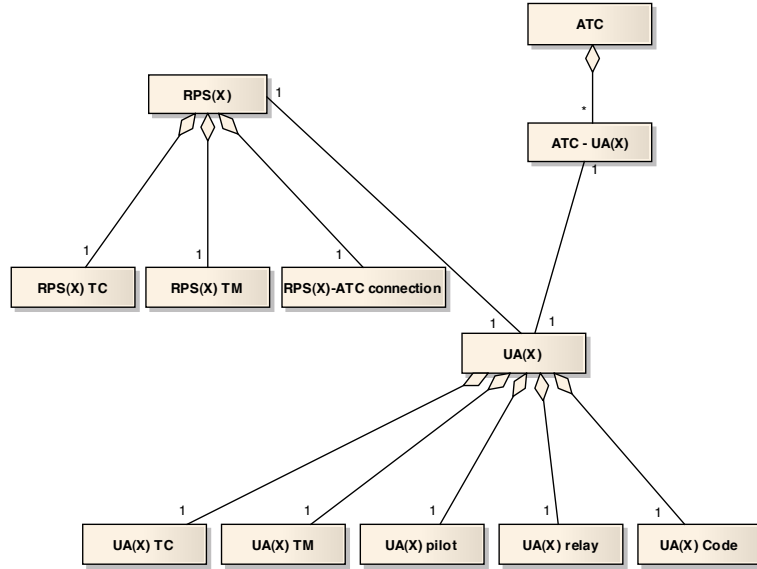 ATC
RPS(X)
1
*
ATC - UA(X)
1
1
1
1
RPS(X) TC
RPS(X) TM
RPS(X)-ATC connection
1
1
UA(X)
1
1
1
1
1
UA(X) TC
UA(X) TM
UA(X) pilot
UA(X) relay
UA(X) Code